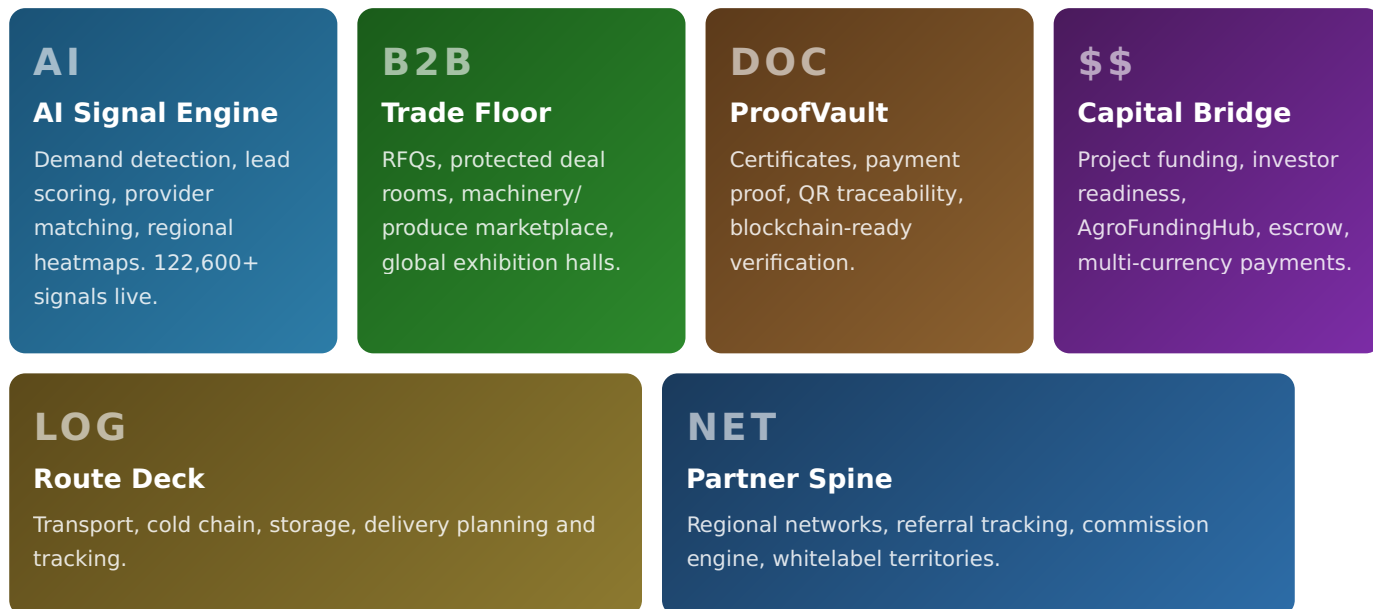 AI
AI Signal Engine
Demand detection, lead
scoring, provider
matching, regional
heatmaps. 122,600+
signals live.
B2B
Trade Floor
RFQs, protected deal
rooms, machinery/
produce marketplace,
global exhibition halls.
DOC
ProofVault
Certificates, payment
proof, QR traceability,
blockchain-ready
verification.
$$
Capital Bridge
Project funding, investor
readiness,
AgroFundingHub, escrow,
multi-currency payments.
LOG
Route Deck
Transport, cold chain, storage, delivery planning and
tracking.
NET
Partner Spine
Regional networks, referral tracking, commission
engine, whitelabel territories.